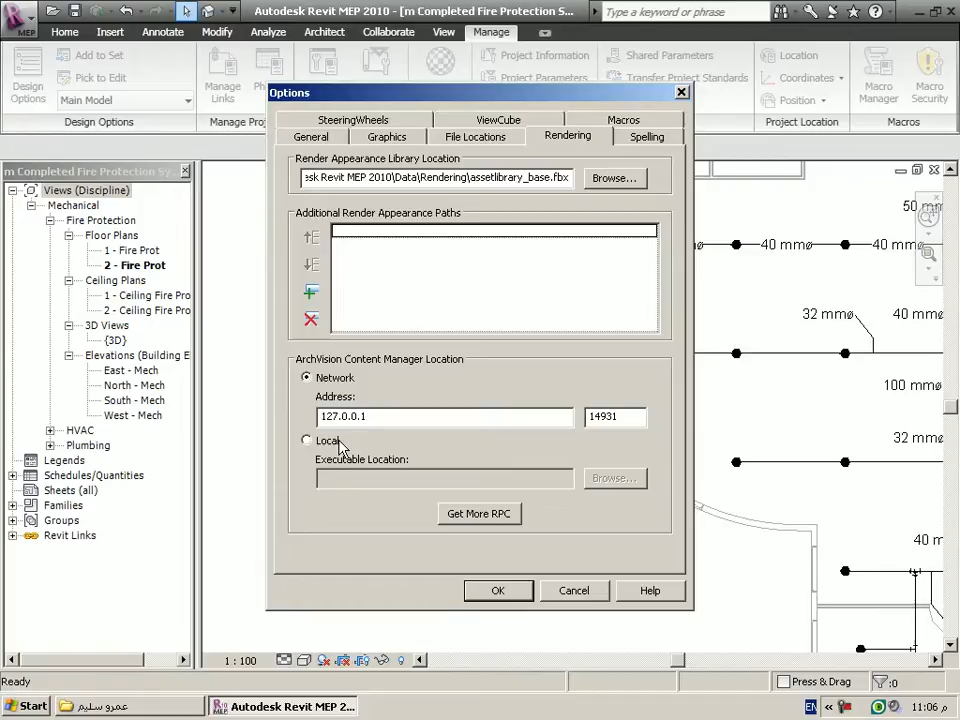 Autodesk Revit MEP 2010 - [m Completed Fire Protection S...
Type a keyword or phrase
MEP
Home Insert Annotate Modify Analyze Architect Collaborate View Manage
Design Options
Add to Set
Pick to Edit
Main Model
Design Options
Manage Links
Manage Proj
Project Information
Project Parameters
Shared Parameters
Transfer Project Standards
Location
Coordinates
Position
Project Location
Macro Manager
Macro Security
Macros
m Completed Fire Protection S...
Views (Discipline)
Mechanical
Fire Protection
Floor Plans
1 - Fire Prot
2 - Fire Prot
Ceiling Plans
1 - Ceiling Fire Pro
2 - Ceiling Fire Pro
3D Views
{3D}
Elevations (Building E
East - Mech
North - Mech
South - Mech
West - Mech
HVAC
Plumbing
Legends
Schedules/Quantities
Sheets (all)
Families
Groups
Revit Links
Options
SteeringWheels ViewCube Macros
General Graphics File Locations Rendering Spelling
Render Appearance Library Location
sk Revit MEP 2010\Data\Rendering\assetlibrary_base.fbx Browse...
Additional Render Appearance Paths
ArchVision Content Manager Location
Network
Address:
127.0.0.1 14931
Local
Executable Location:
Browse...
Get More RPC
OK Cancel Help
50 mm
40 mmø 40 mmø
32 mmø 40 mmø
100 mmø
32 mmø
40 m
1 : 100
Ready
Press & Drag :0
Start عمرو سليم Autodesk Revit MEP 2... EN 11:06 م